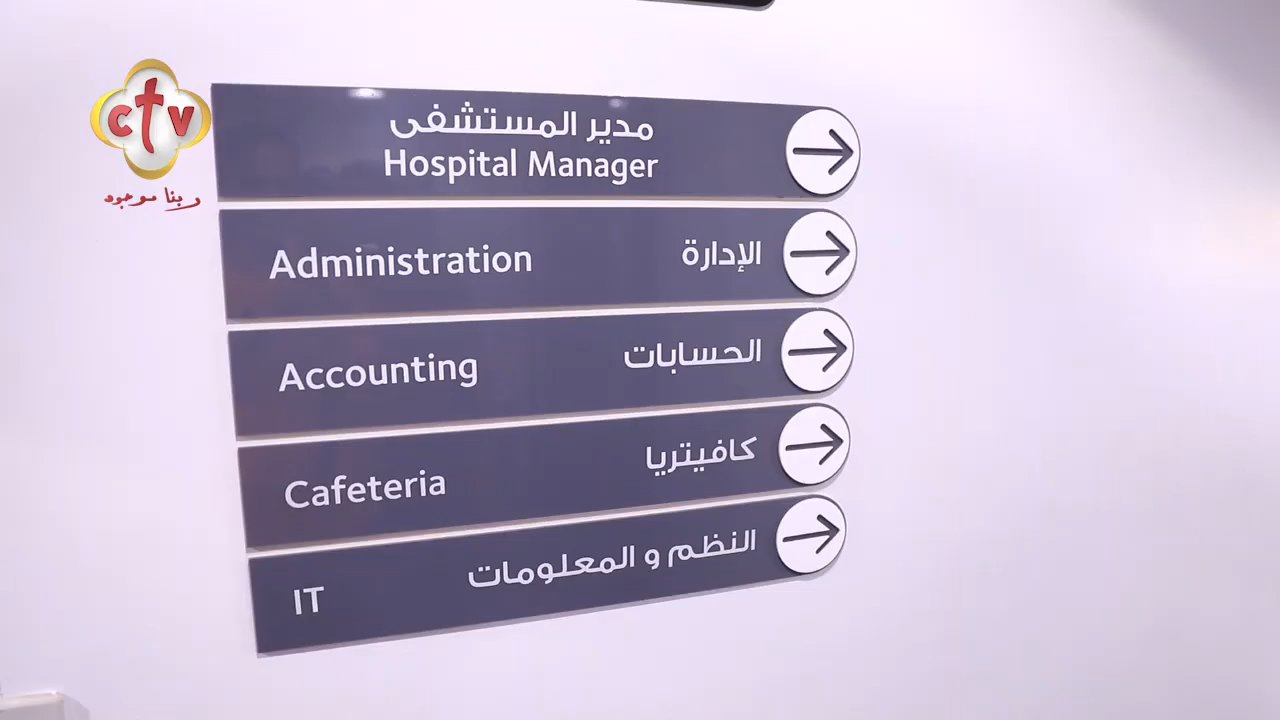 ctv
ربنا موجود
مدير المستشفى
Hospital Manager
Administration الإدارة
Accounting الحسابات
Cafeteria كافيتريا
IT النظم و المعلومات